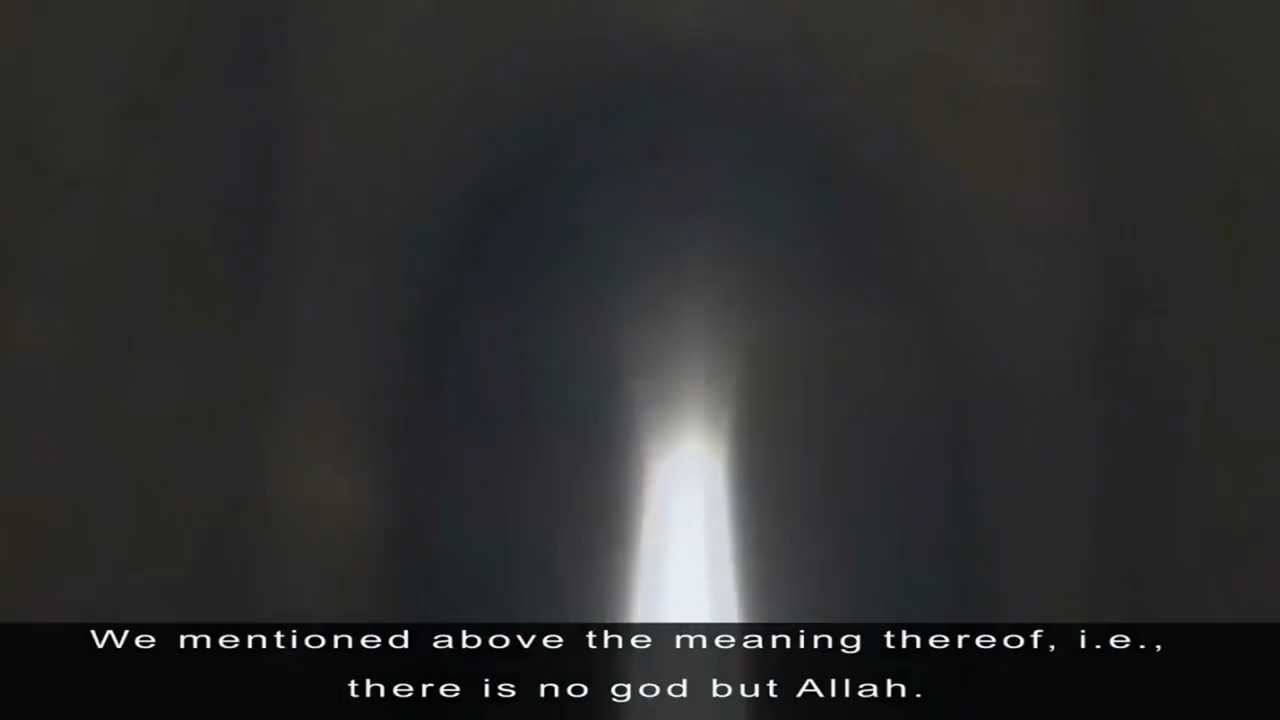 We mentioned above the meaning thereof, i.e.,
there is no god but Allah.